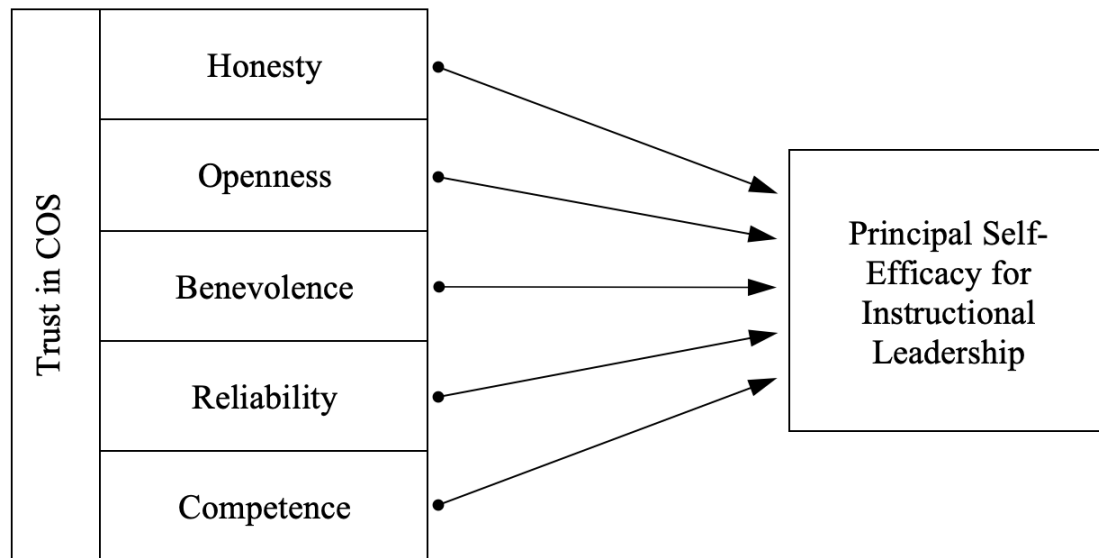 Trust in COS
Honesty
Openness
Benevolence
Reliability
Competence
Principal Self-
Efficacy for
Instructional
Leadership